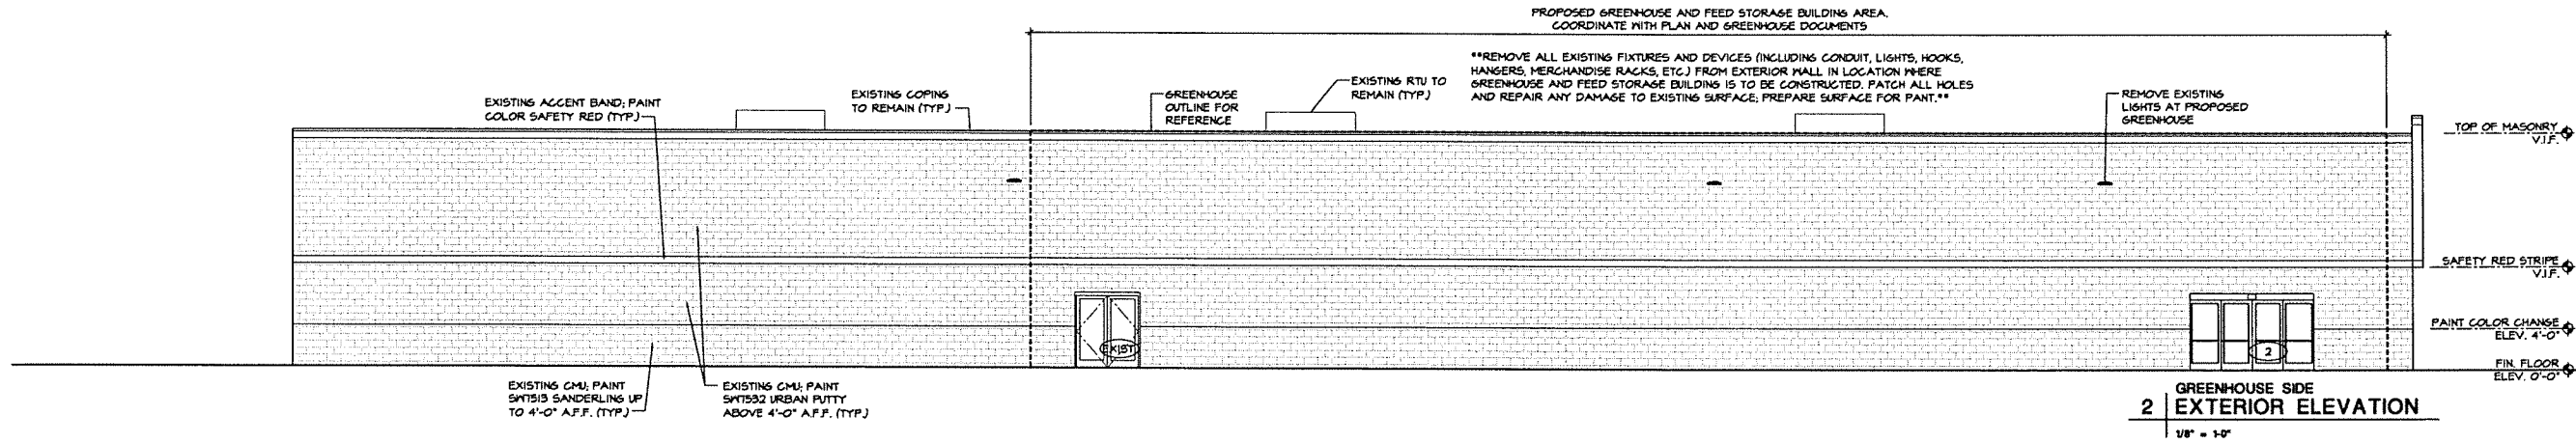 PROPOSED GREENHOUSE AND FEED STORAGE BUILDING AREA.
COORDINATE WITH PLAN AND GREENHOUSE DOCUMENTS
**REMOVE ALL EXISTING FIXTURES AND DEVICES (INCLUDING CONDUIT, LIGHTS, HOOKS,
HANGERS, MERCHANDISE RACKS, ETC.) FROM EXTERIOR WALL IN LOCATION WHERE
GREENHOUSE AND FEED STORAGE BUILDING IS TO BE CONSTRUCTED. PATCH ALL HOLES
AND REPAIR ANY DAMAGE TO EXISTING SURFACE; PREPARE SURFACE FOR PANT.**
EXISTING ACCENT BAND; PAINT
COLOR SAFETY RED (TYP.)
EXISTING COPING
TO REMAIN (TYP.)
GREENHOUSE
OUTLINE FOR
REFERENCE
EXISTING RTU TO
REMAIN (TYP.)
REMOVE EXISTING
LIGHTS AT PROPOSED
GREENHOUSE
TOP OF MASONRY
V.I.F.
SAFETY RED STRIPE
V.I.F.
PAINT COLOR CHANGE
ELEV. 4'-0"
FIN. FLOOR
ELEV. 0'-0"
EXIST
2
EXISTING CMU; PAINT
SW7513 SANDERLING UP
TO 4'-0" A.F.F. (TYP.)
EXISTING CMU; PAINT
SW7532 URBAN PUTTY
ABOVE 4'-0" A.F.F. (TYP.)
GREENHOUSE SIDE
2 EXTERIOR ELEVATION
1/8" = 1'-0"